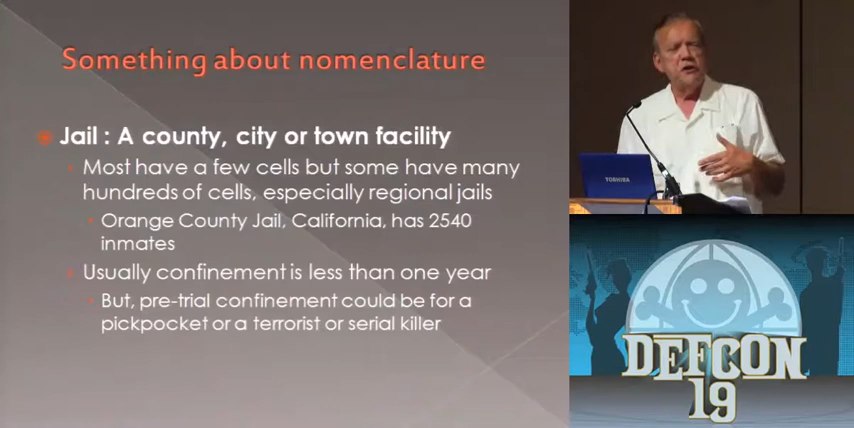 Something about nomenclature
Jail : A county, city or town facility
Most have a few cells but some have many
hundreds of cells, especially regional jails
Orange County Jail, California, has 2540
inmates
Usually confinement is less than one year
But, pre-trial confinement could be for a
pickpocket or a terrorist or serial killer
TOSHIBA
DEFCON
19